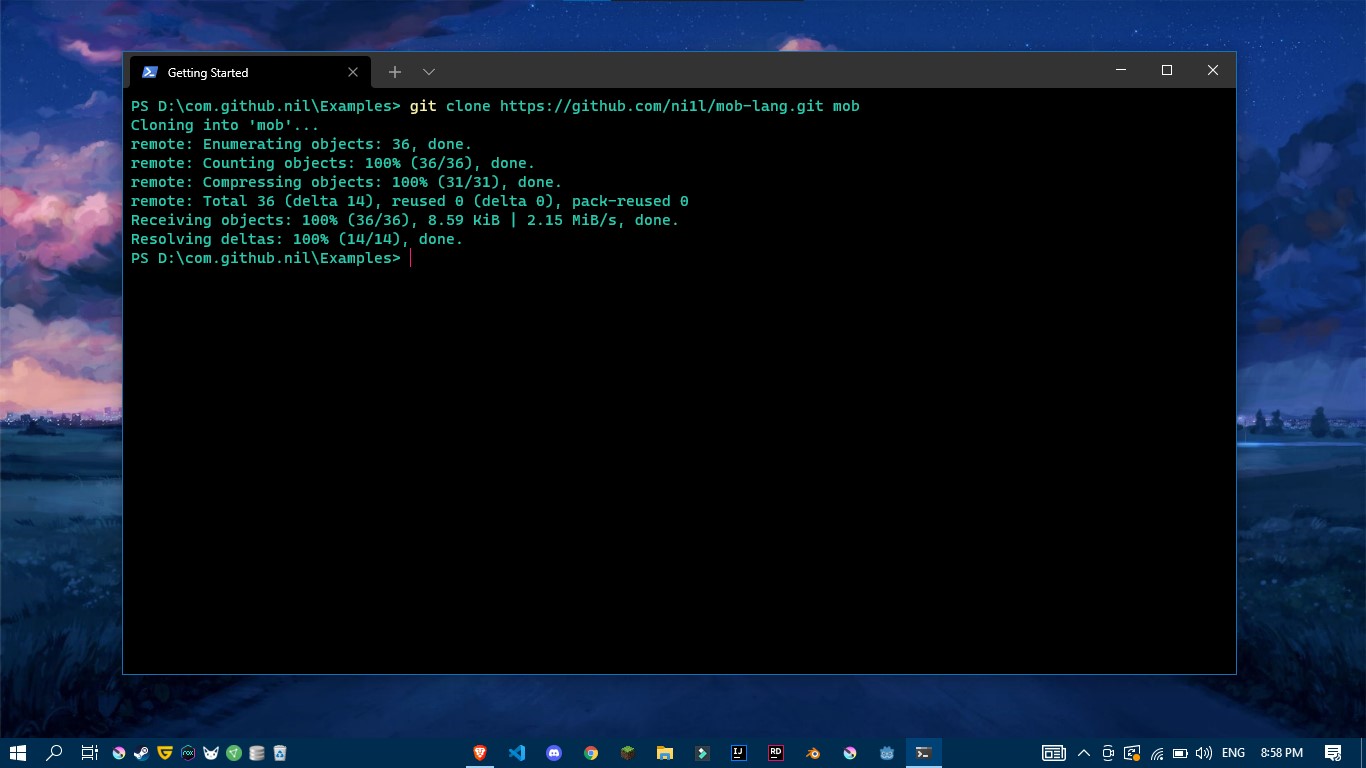 Getting Started
PS D:\com.github.nil\Examples> git clone https://github.com/ni1l/mob-lang.git mob
Cloning into 'mob'...
remote: Enumerating objects: 36, done.
remote: Counting objects: 100% (36/36), done.
remote: Compressing objects: 100% (31/31), done.
remote: Total 36 (delta 14), reused 0 (delta 0), pack-reused 0
Receiving objects: 100% (36/36), 8.59 KiB | 2.15 MiB/s, done.
Resolving deltas: 100% (14/14), done.
PS D:\com.github.nil\Examples>
IJ
RD
ENG
8:58 PM